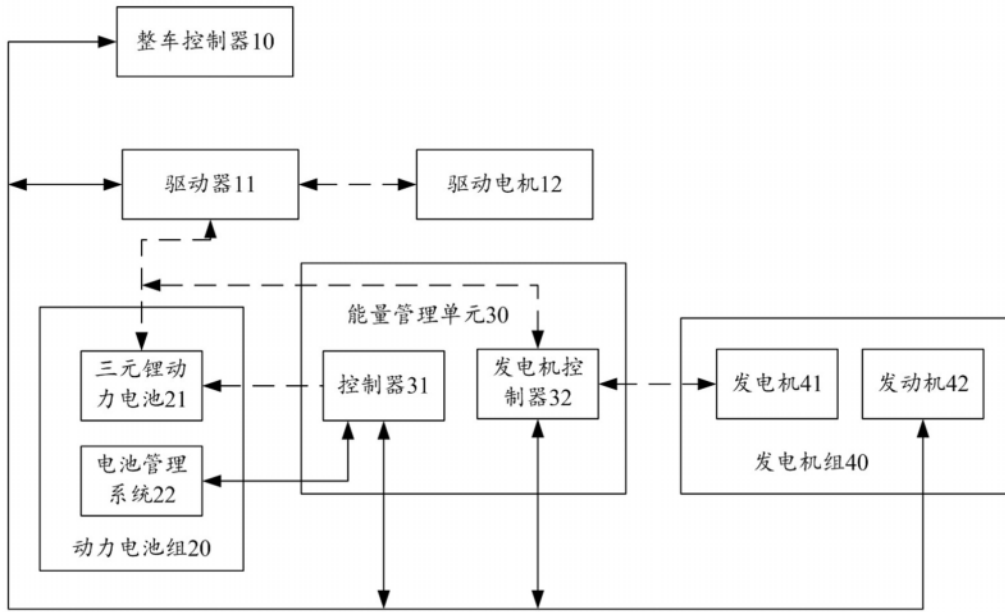 整车控制器10
驱动器11
驱动电机12
能量管理单元30
三元锂动
力电池21
控制器31
发电机控
制器32
发电机41
发动机42
电池管理
系统22
发电机组40
动力电池组20